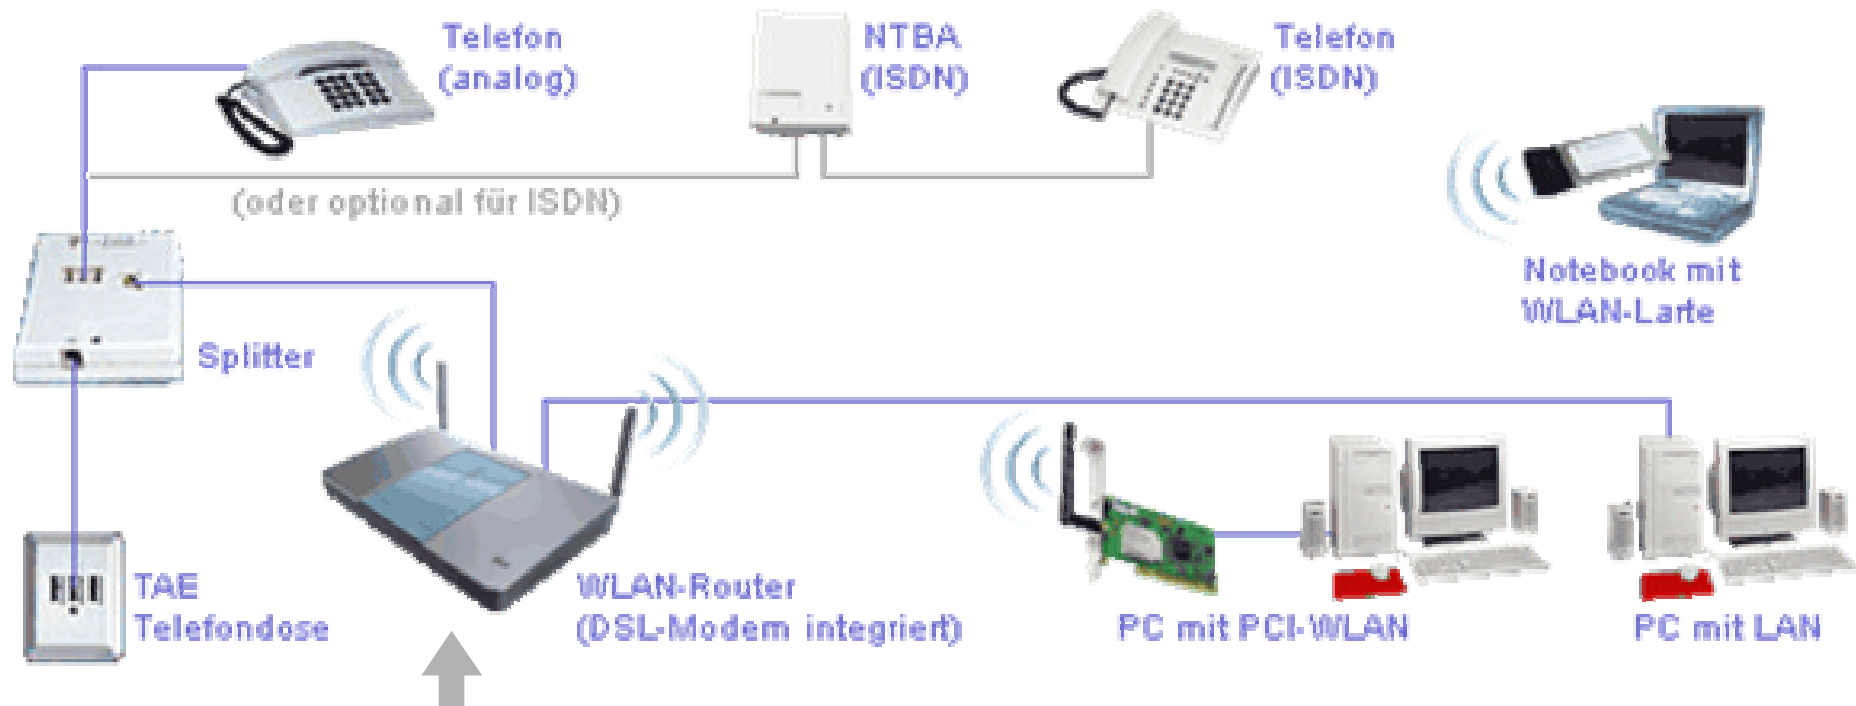 Telefon
(analog)
NTBA
(ISDN)
Telefon
(ISDN)
(oder optional für ISDN)
Notebook mit
WLAN-Larte
Splitter
TAE
Telefondose
WLAN-Router
(DSL-Modem integriert)
PC mit PCI-WLAN
PC mit LAN